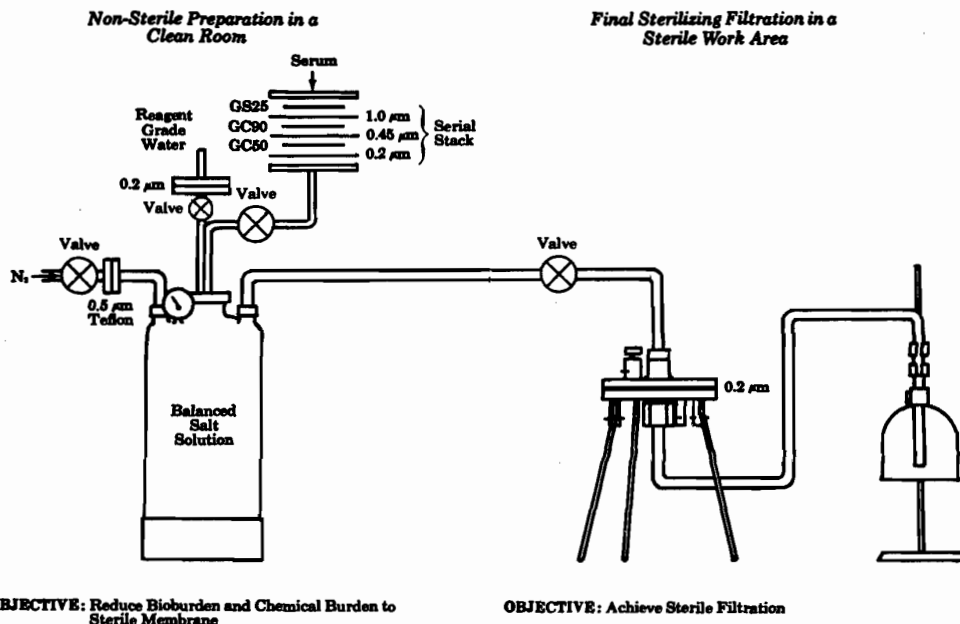 Non-Sterile Preparation in a
Clean Room
Final Sterilizing Filtration in a
Sterile Work Area
Serum
GS25
GC90
GC50
1.0 μm
0.45 μm
0.2 μm
Serial
Stack
Reagent
Grade
Water
0.2 μm
Valve
Valve
Valve
N₂
0.5 μm
Teflon
Valve
Balanced
Salt
Solution
0.2 μm
BJECTIVE: Reduce Bioburden and Chemical Burden to
Sterile Membrane
OBJECTIVE: Achieve Sterile Filtration